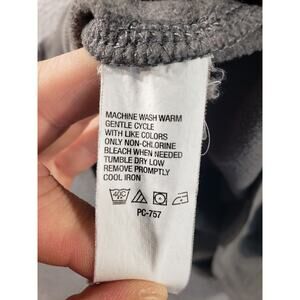 MACHINE WASH WARM
GENTLE CYCLE
WITH LIKE COLORS
ONLY NON-CHLORINE
BLEACH WHEN NEEDED
TUMBLE DRY LOW
REMOVE PROMPTLY
COOL IRON
PC-757